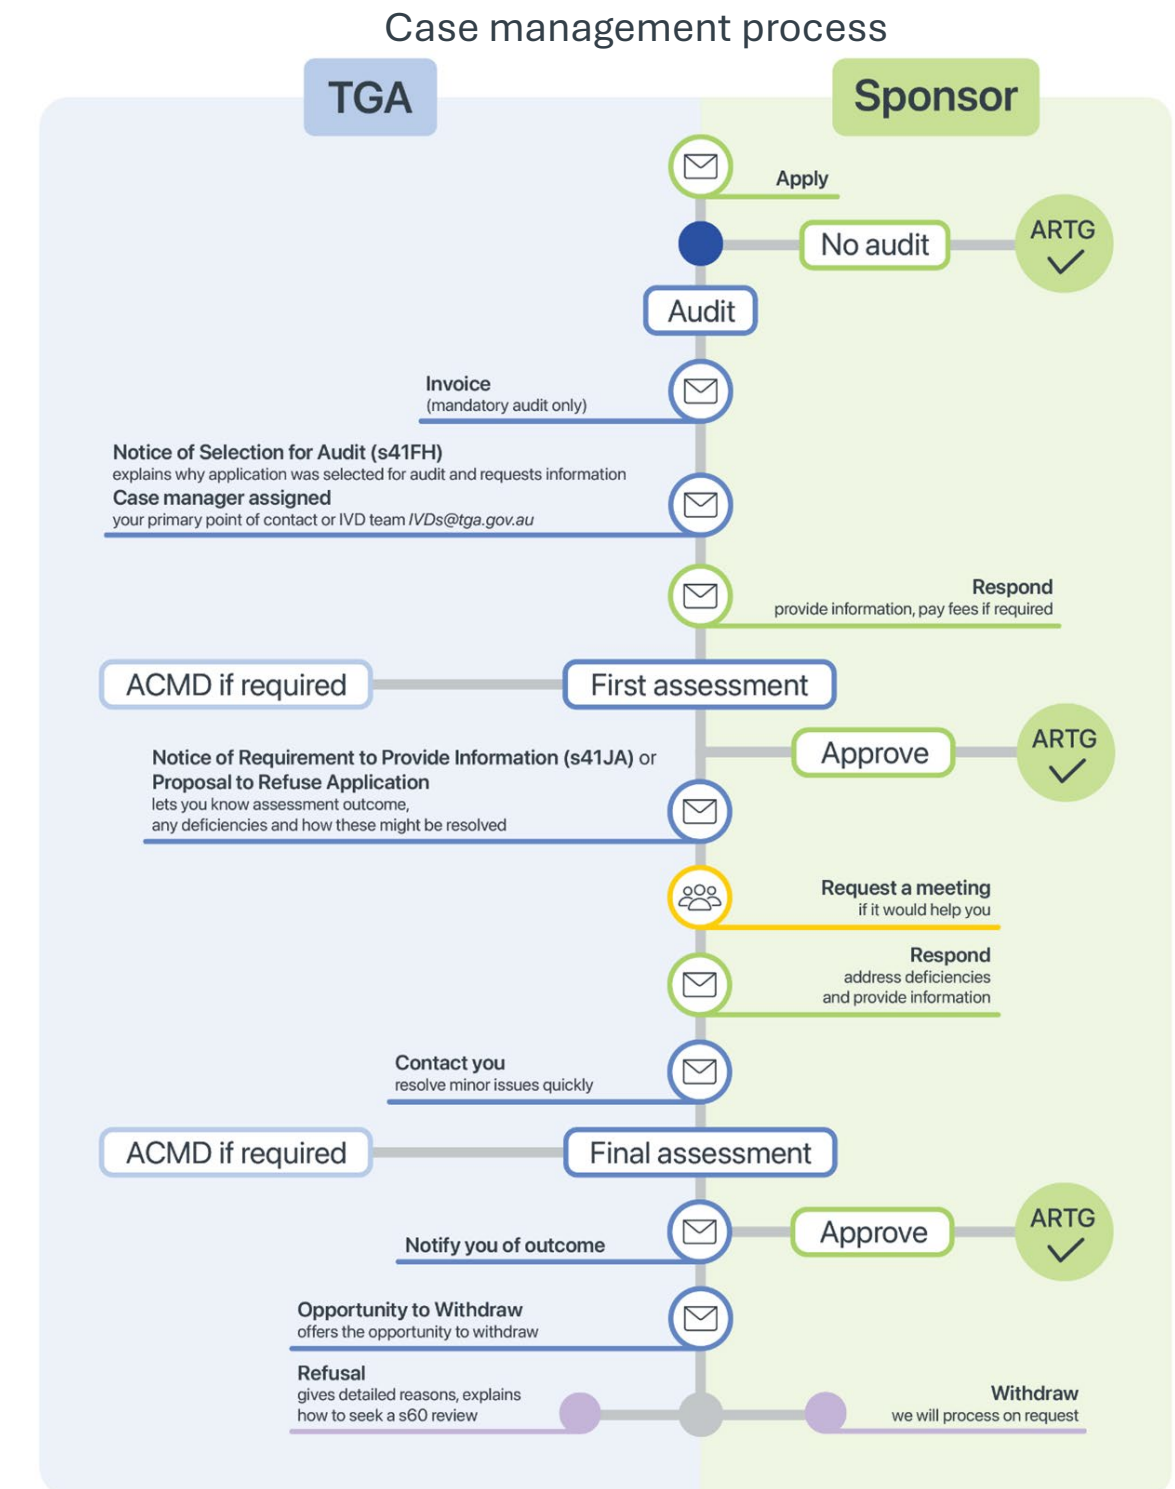 Case management process
TGA
Sponsor
Apply
No audit
ARTG
Audit
Invoice
(mandatory audit only)
Notice of Selection for Audit (s41FH)
explains why application was selected for audit and requests information
Case manager assigned
your primary point of contact or IVD team IVDs@tga.gov.au
Respond
provide information, pay fees if required
ACMD if required
First assessment
Approve
ARTG
Notice of Requirement to Provide Information (s41JA) or
Proposal to Refuse Application
lets you know assessment outcome,
any deficiencies and how these might be resolved
Request a meeting
if it would help you
Respond
address deficiencies
and provide information
Contact you
resolve minor issues quickly
ACMD if required
Final assessment
Approve
ARTG
Notify you of outcome
Opportunity to Withdraw
offers the opportunity to withdraw
Refusal
gives detailed reasons, explains
how to seek a s60 review
Withdraw
we will process on request